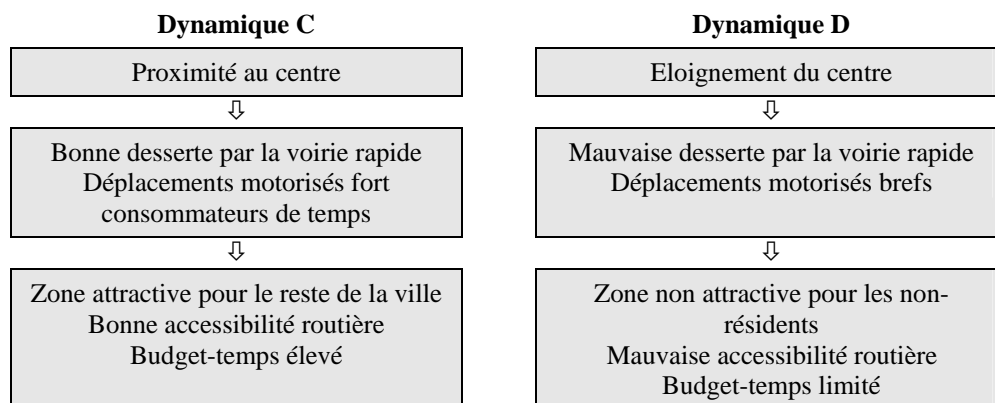 Dynamique C
Proximité au centre
⇩
Bonne desserte par la voirie rapide
Déplacements motorisés fort
consommateurs de temps
⇩
Zone attractive pour le reste de la ville
Bonne accessibilité routière
Budget-temps élevé
Dynamique D
Eloignement du centre
⇩
Mauvaise desserte par la voirie rapide
Déplacements motorisés brefs
⇩
Zone non attractive pour les non-
résidents
Mauvaise accessibilité routière
Budget-temps limité